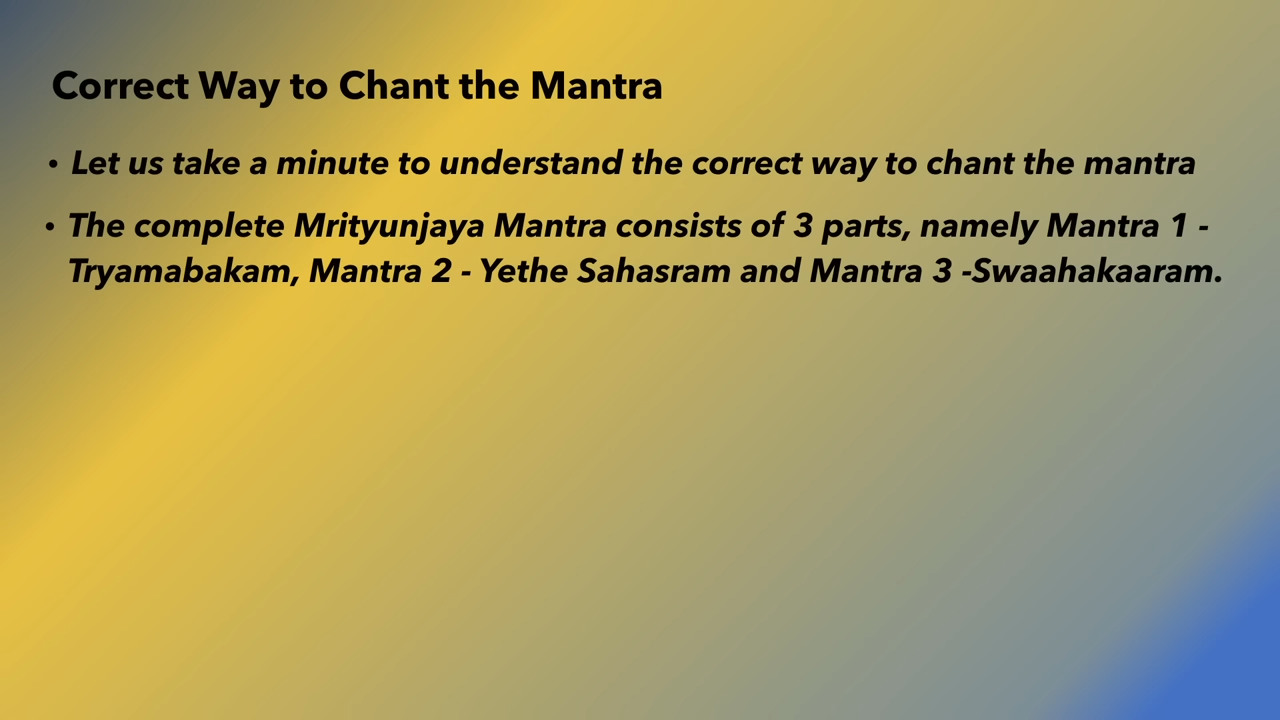 Correct Way to Chant the Mantra
• Let us take a minute to understand the correct way to chant the mantra
• The complete Mrityunjaya Mantra consists of 3 parts, namely Mantra 1 -
Tryamabakam, Mantra 2 - Yethe Sahasram and Mantra 3 -Swaahakaaram.